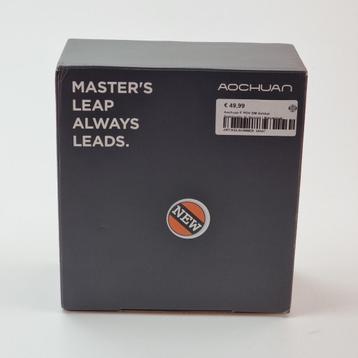 MASTER'S
LEAP
ALWAYS
LEADS.
AOCHUAN
€ 49,99
NEW